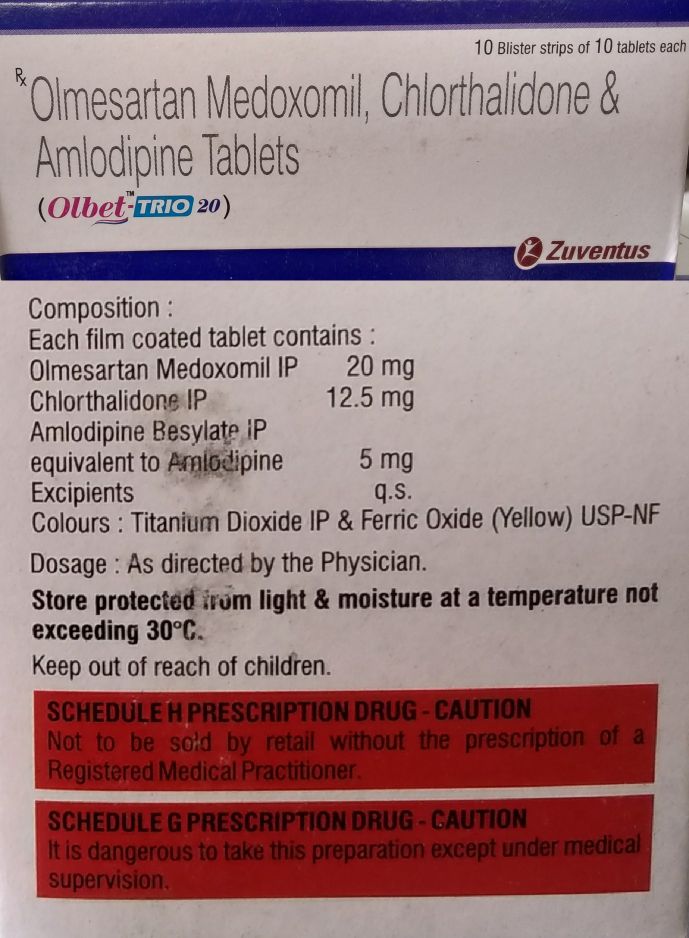 10 Blister strips of 10 tablets each
Rx Olmesartan Medoxomil, Chlorthalidone &
Amlodipine Tablets
(Olbet™-TRIO 20)
Zuventus
Composition :
Each film coated tablet contains :
Olmesartan Medoxomil IP 20 mg
Chlorthalidone IP 12.5 mg
Amlodipine Besylate IP
equivalent to Amlodipine 5 mg
Excipients q.s.
Colours : Titanium Dioxide IP & Ferric Oxide (Yellow) USP-NF
Dosage : As directed by the Physician.
Store protected from light & moisture at a temperature not
exceeding 30°C.
Keep out of reach of children.
SCHEDULE H PRESCRIPTION DRUG - CAUTION
Not to be sold by retail without the prescription of a
Registered Medical Practitioner.
SCHEDULE G PRESCRIPTION DRUG - CAUTION
It is dangerous to take this preparation except under medical
supervision.